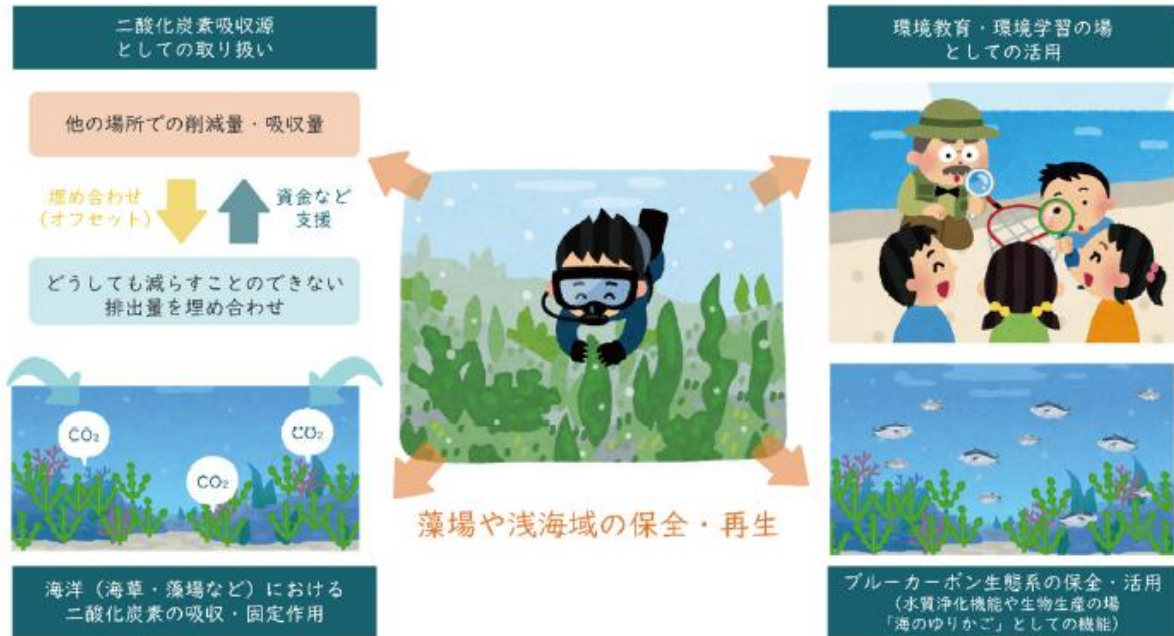 二酸化炭素吸収源
としての取り扱い
他の場所での削減量・吸収量
埋め合わせ
(オフセット)
資金など
支援
どうしても減らすことのできない
排出量を埋め合わせ
CO₂
CO₂
CO₂
海洋（海草・藻場など）における
二酸化炭素の吸収・固定作用
藻場や浅海域の保全・再生
環境教育・環境学習の場
としての活用
ブルーカーボン生態系の保全・活用
（水質浄化機能や生物生産の場
「海のゆりかご」としての機能）